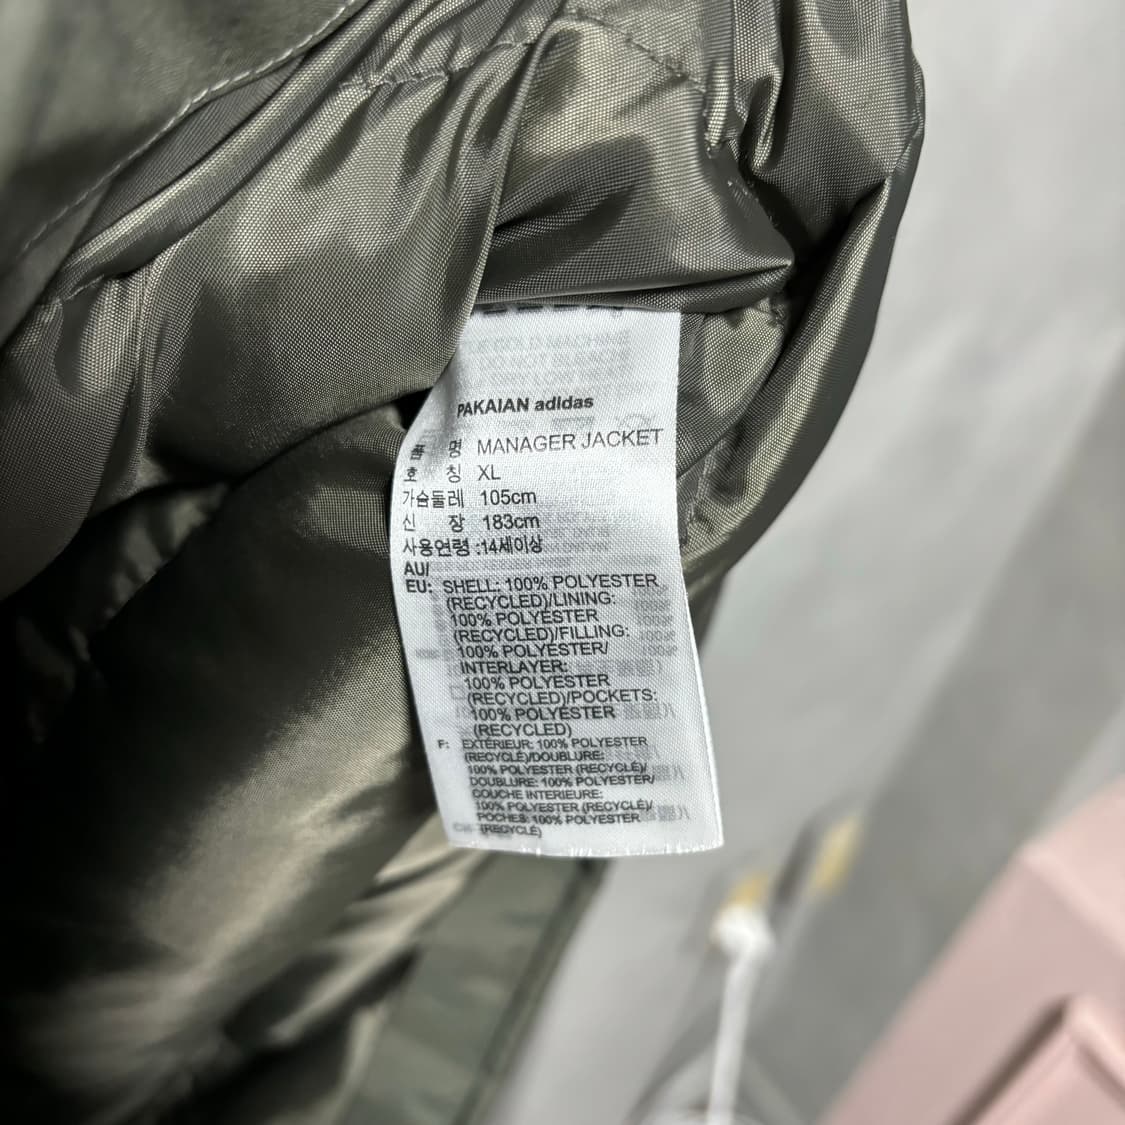 PAKAIAN adidas
품 명 MANAGER JACKET
호 칭 XL
가슴둘레 105cm
신 장 183cm
사용연령 :14세이상
AU/
EU: SHELL: 100% POLYESTER
(RECYCLED)/LINING:
100% POLYESTER
(RECYCLED)/FILLING:
100% POLYESTER/
INTERLAYER:
100% POLYESTER
(RECYCLED)/POCKETS:
100% POLYESTER
(RECYCLED)
F: EXTÉRIEUR: 100% POLYESTER
(RECYCLÉ)/DOUBLURE:
100% POLYESTER (RECYCLÉ)/
DOUBLURE: 100% POLYESTER/
COUCHE INTERIEURE:
100% POLYESTER (RECYCLÉ)/
POCHES: 100% POLYESTER
(RECYCLÉ)